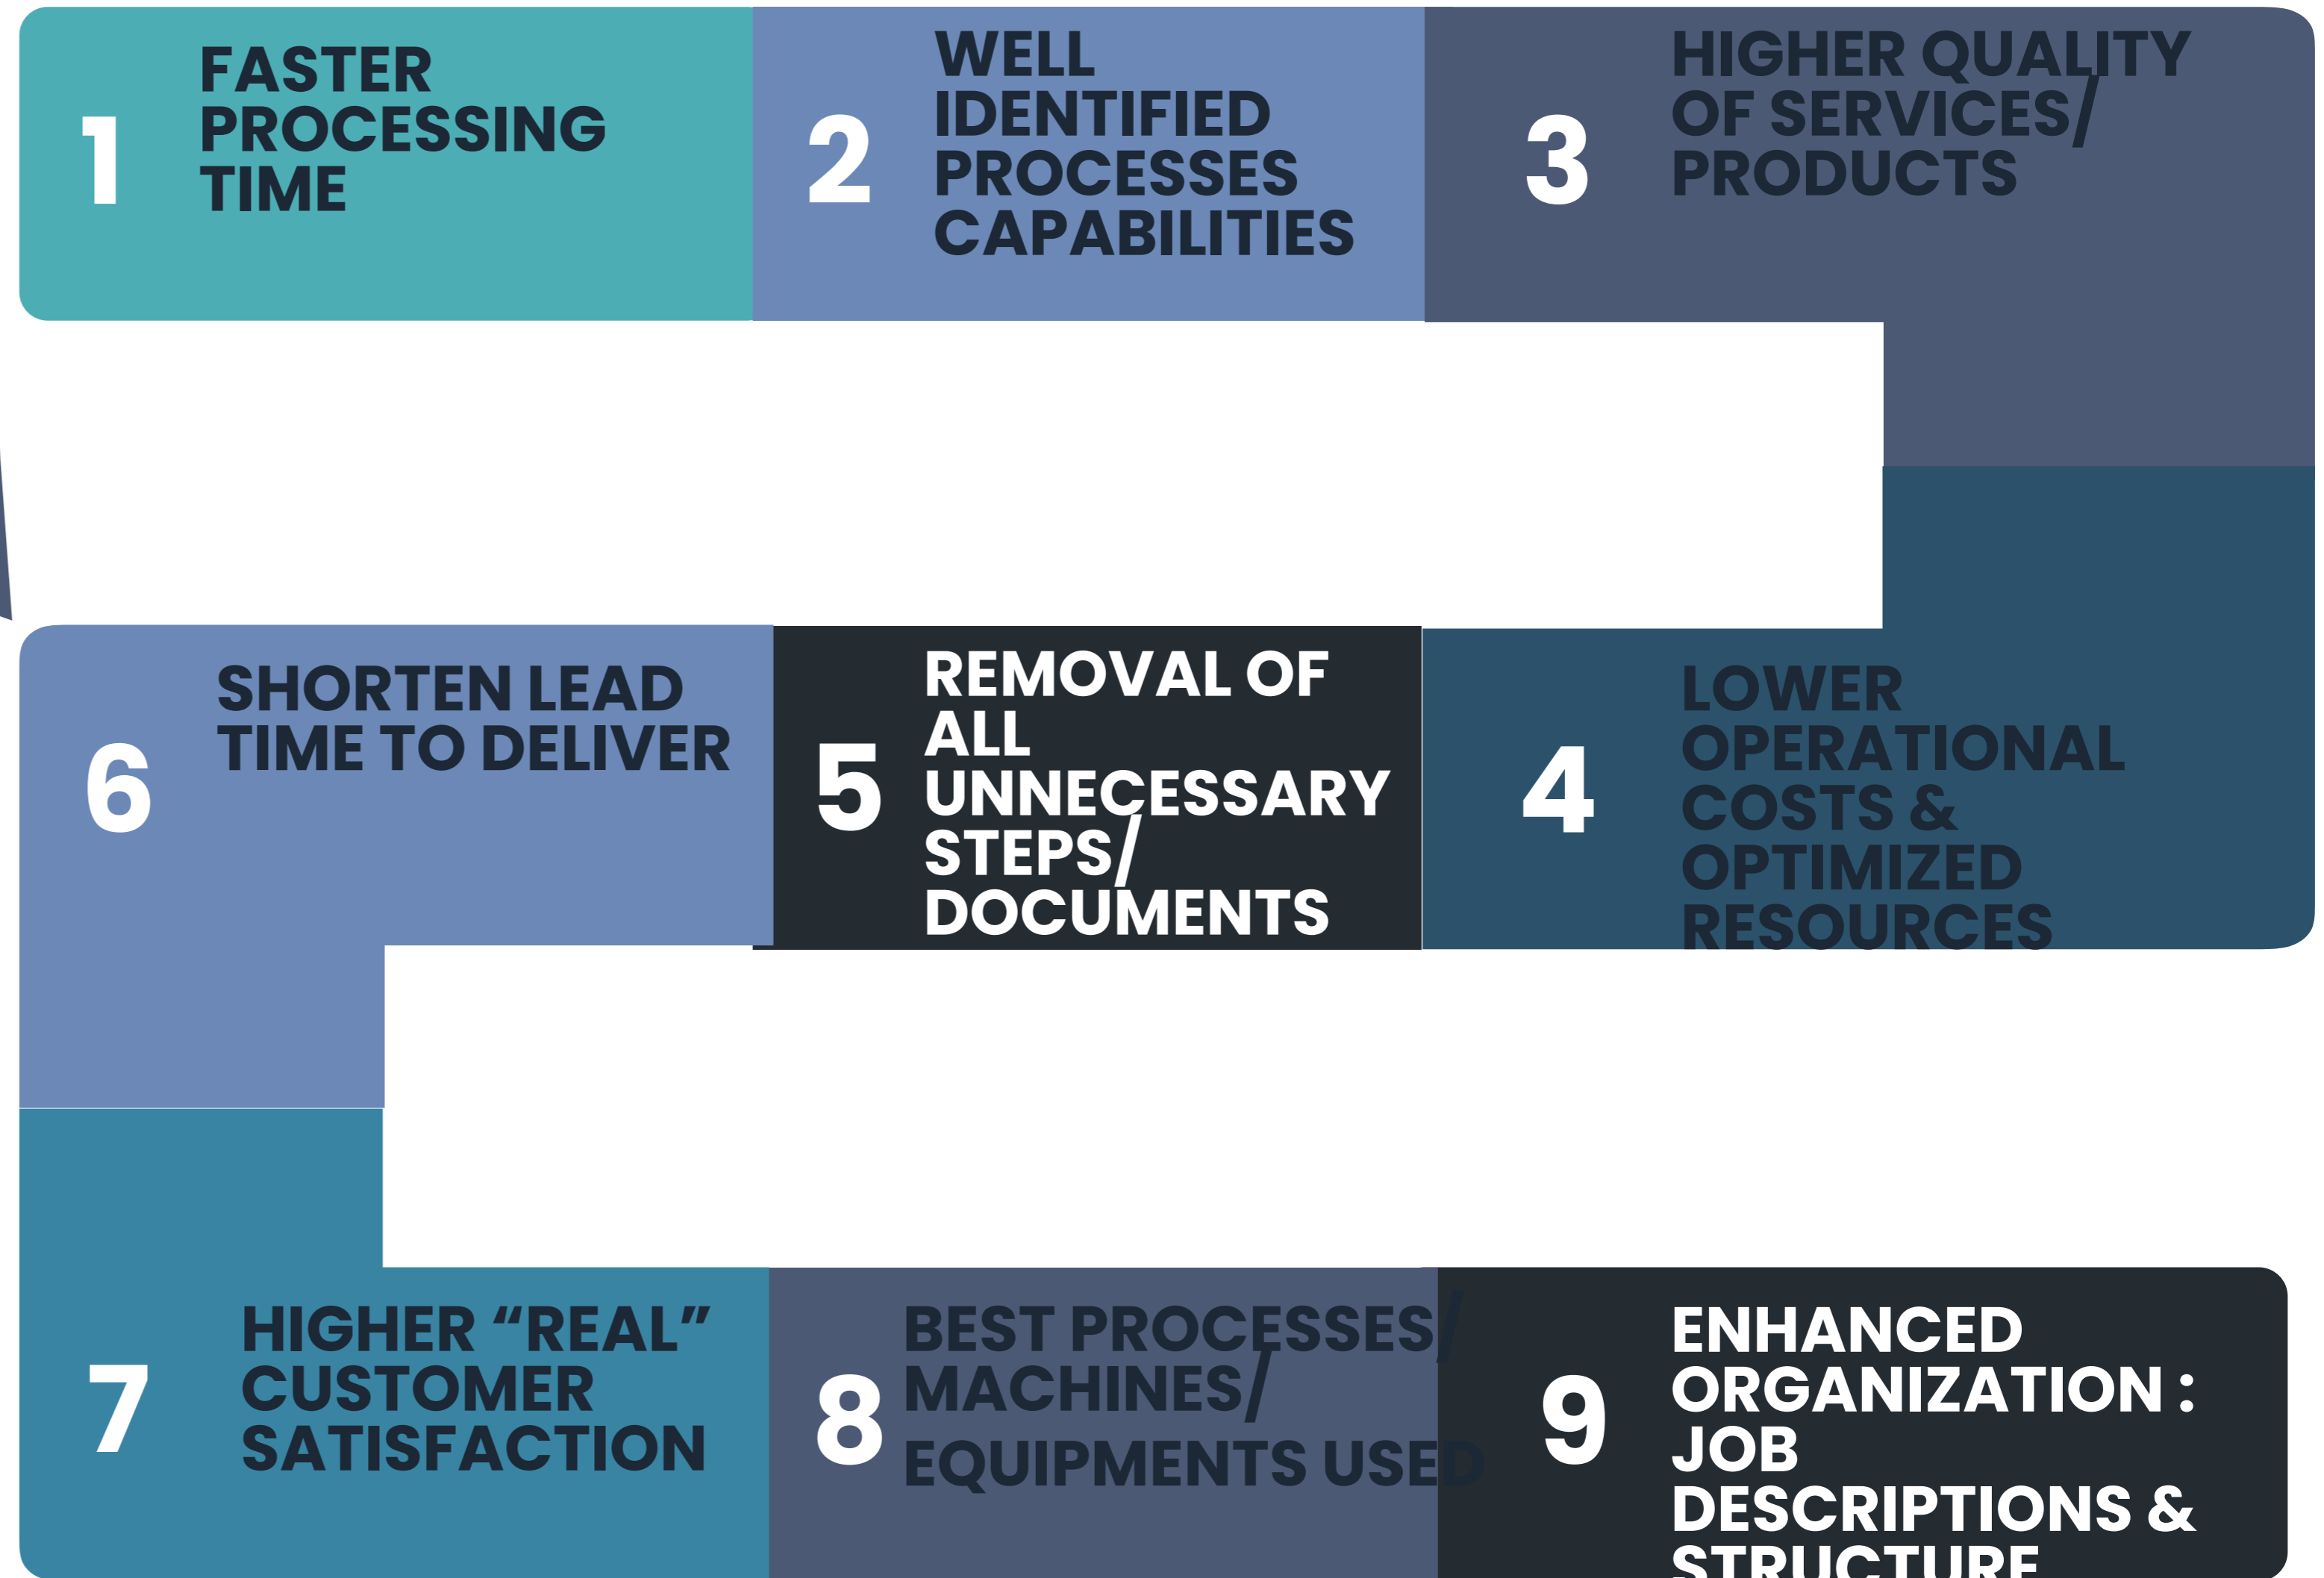 1
FASTER
PROCESSING
TIME
2
WELL
IDENTIFIED
PROCESSES
CAPABILITIES
3
HIGHER QUALITY
OF SERVICES/
PRODUCTS
4
LOWER
OPERATIONAL
COSTS &
OPTIMIZED
RESOURCES
5
REMOVAL OF
ALL
UNNECESSARY
STEPS/
DOCUMENTS
6
SHORTEN LEAD
TIME TO DELIVER
7
HIGHER “REAL”
CUSTOMER
SATISFACTION
8
BEST PROCESSES/
MACHINES/
EQUIPMENTS USED
9
ENHANCED
ORGANIZATION :
JOB
DESCRIPTIONS &
STRUCTURE